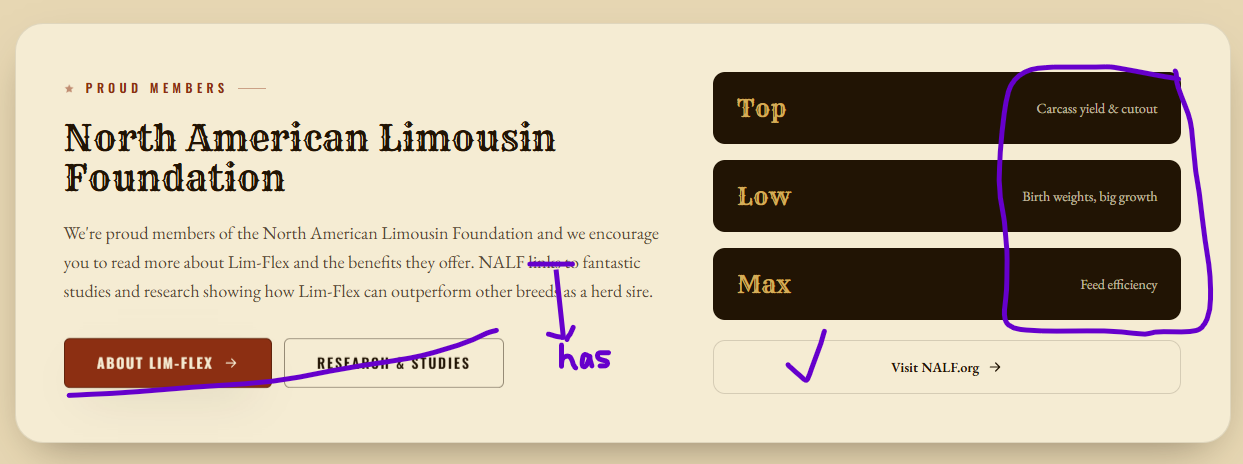 PROUD MEMBERS
North American Limousin
Foundation
We're proud members of the North American Limousin Foundation and we encourage
you to read more about Lim-Flex and the benefits they offer. NALF links to fantastic
studies and research showing how Lim-Flex can outperform other breeds as a herd sire.
has
ABOUT LIM-FLEX →
RESEARCH & STUDIES
Top
Carcass yield & cutout
Low
Birth weights, big growth
Max
Feed efficiency
Visit NALF.org →